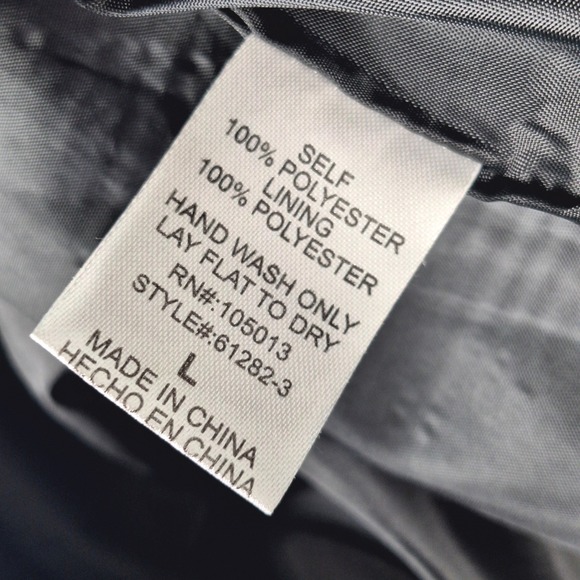 SELF
100% POLYESTER
LINING
100% POLYESTER
HAND WASH ONLY
LAY FLAT TO DRY
RN#:105013
STYLE#:61282-3
L
MADE IN CHINA
HECHO EN CHINA